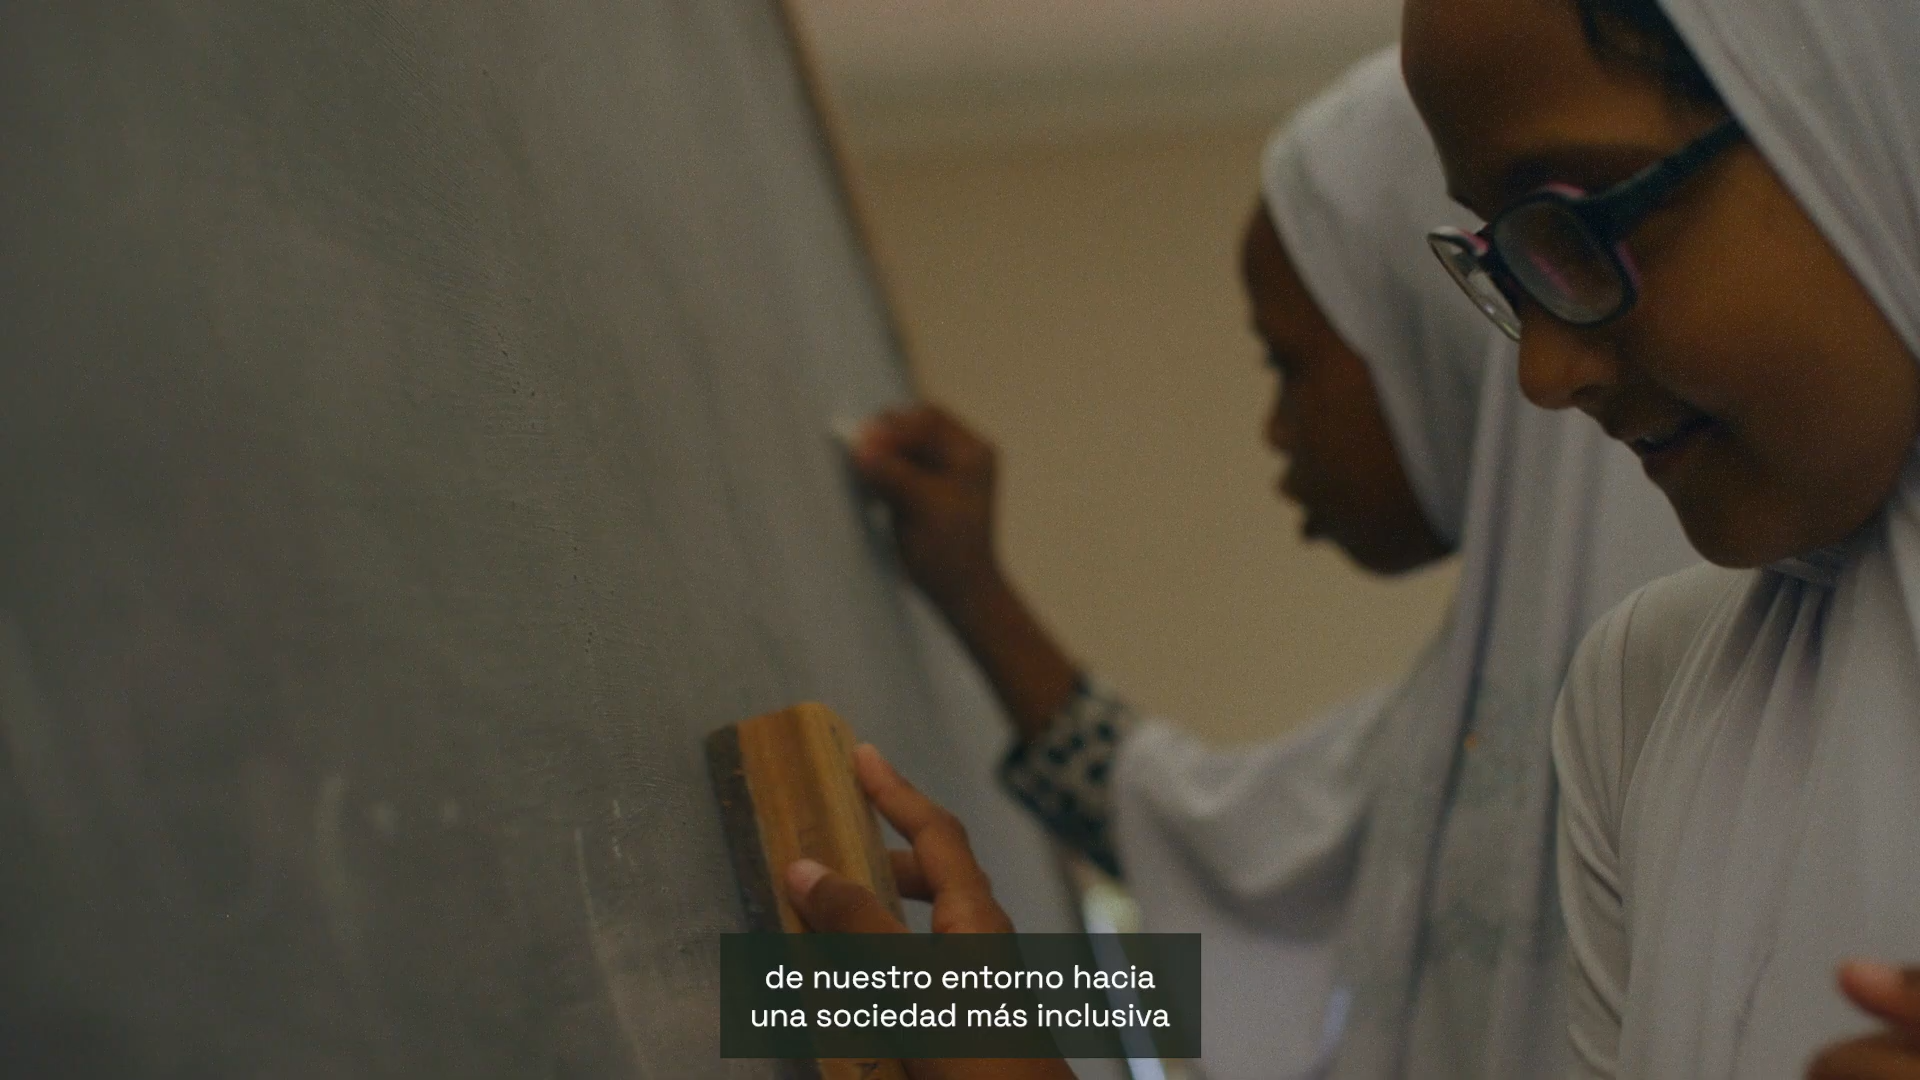 de nuestro entorno hacia
una sociedad más inclusiva